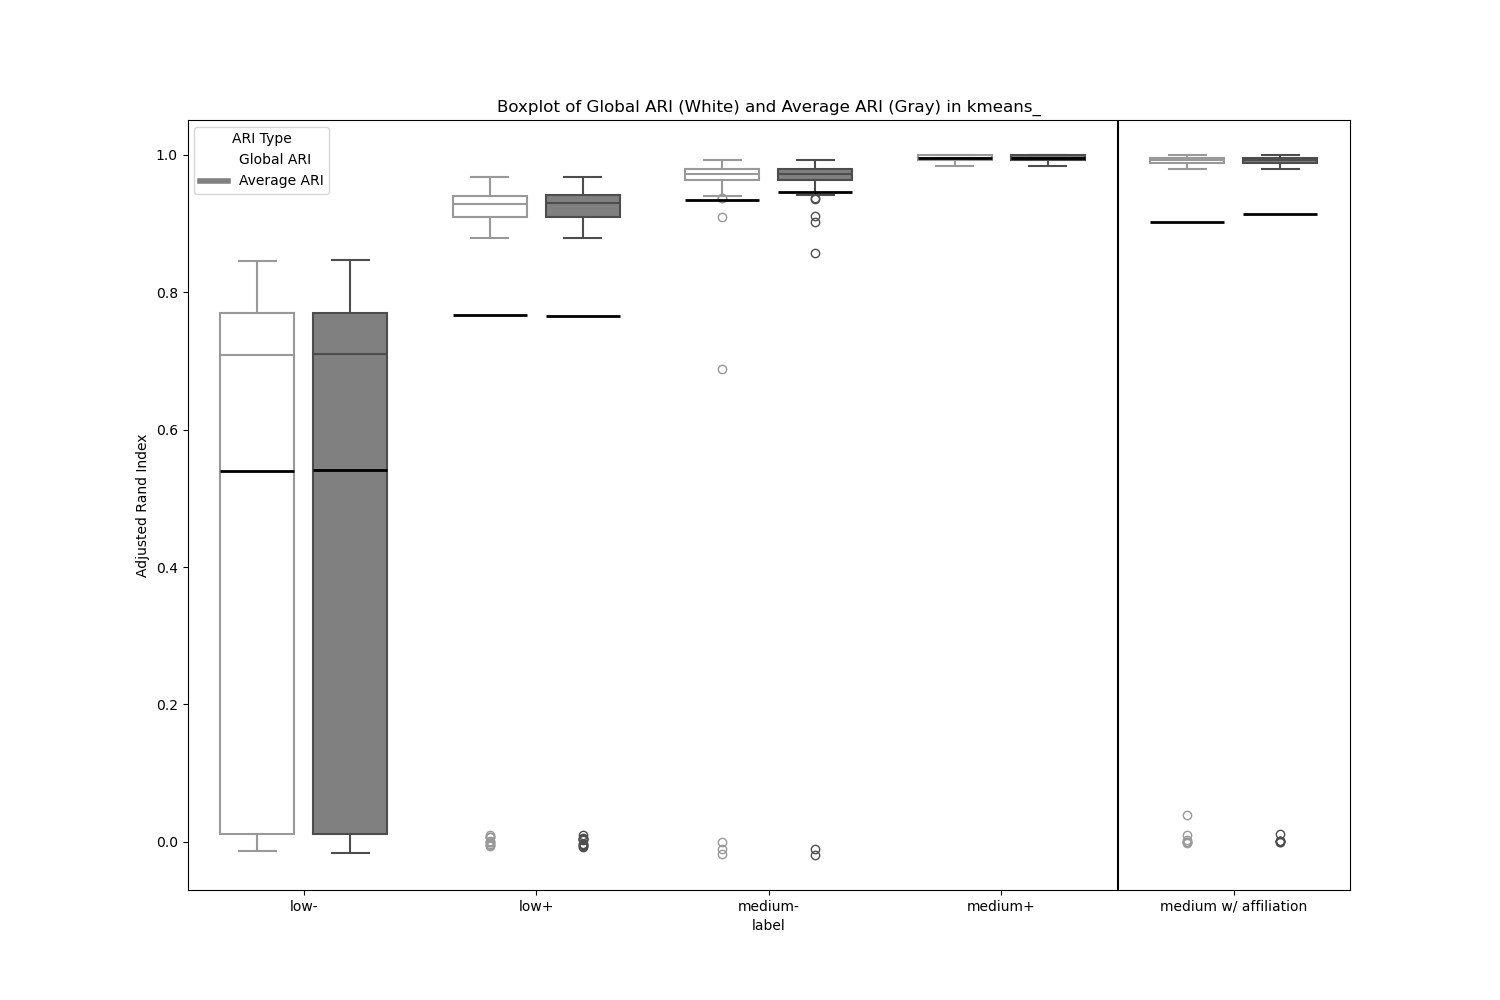 Boxplot of Global ARI (White) and Average ARI (Gray) in kmeans_
ARI Type
Global ARI
Average ARI
1.0
0.8
0.6
0.4
0.2
0.0
Adjusted Rand Index
low-
low+
medium-
medium+
medium w/ affiliation
label